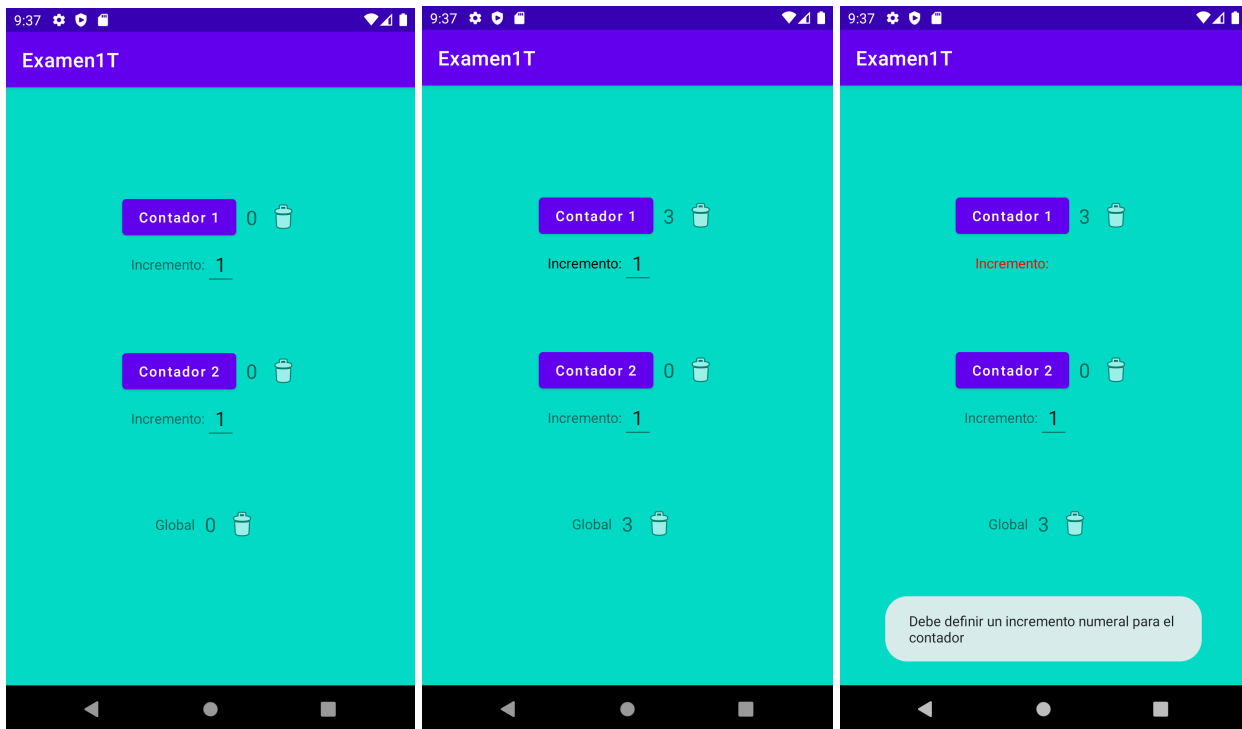 9:37
Examen1T
Contador 1 0
Incremento: 1
Contador 2 0
Incremento: 1
Global 0
9:37
Examen1T
Contador 1 3
Incremento: 1
Contador 2 0
Incremento: 1
Global 3
9:37
Examen1T
Contador 1 3
Incremento:
Contador 2 0
Incremento: 1
Global 3
Debe definir un incremento numeral para el
contador